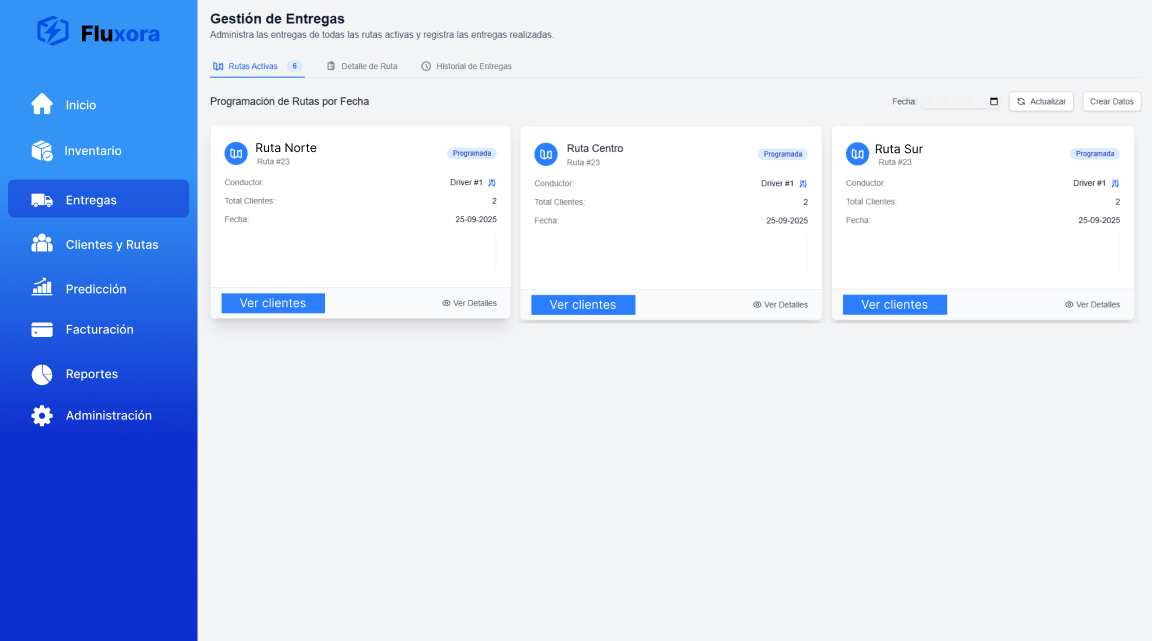 Fluxora
Inicio
Inventario
Entregas
Clientes y Rutas
Predicción
Facturación
Reportes
Administración
Gestión de Entregas
Administra las entregas de todas las rutas activas y registra las entregas realizadas.
Rutas Activas 6 Detalle de Ruta Historial de Entregas
Programación de Rutas por Fecha Fecha: Actualizar Crear Datos
Ruta Norte
Ruta #23
Programada
Conductor: Driver #1
Total Clientes: 2
Fecha: 25-09-2025
Ver clientes Ver Detalles
Ruta Centro
Ruta #23
Programada
Conductor: Driver #1
Total Clientes: 2
Fecha: 25-09-2025
Ver clientes Ver Detalles
Ruta Sur
Ruta #23
Programada
Conductor: Driver #1
Total Clientes: 2
Fecha: 25-09-2025
Ver clientes Ver Detalles